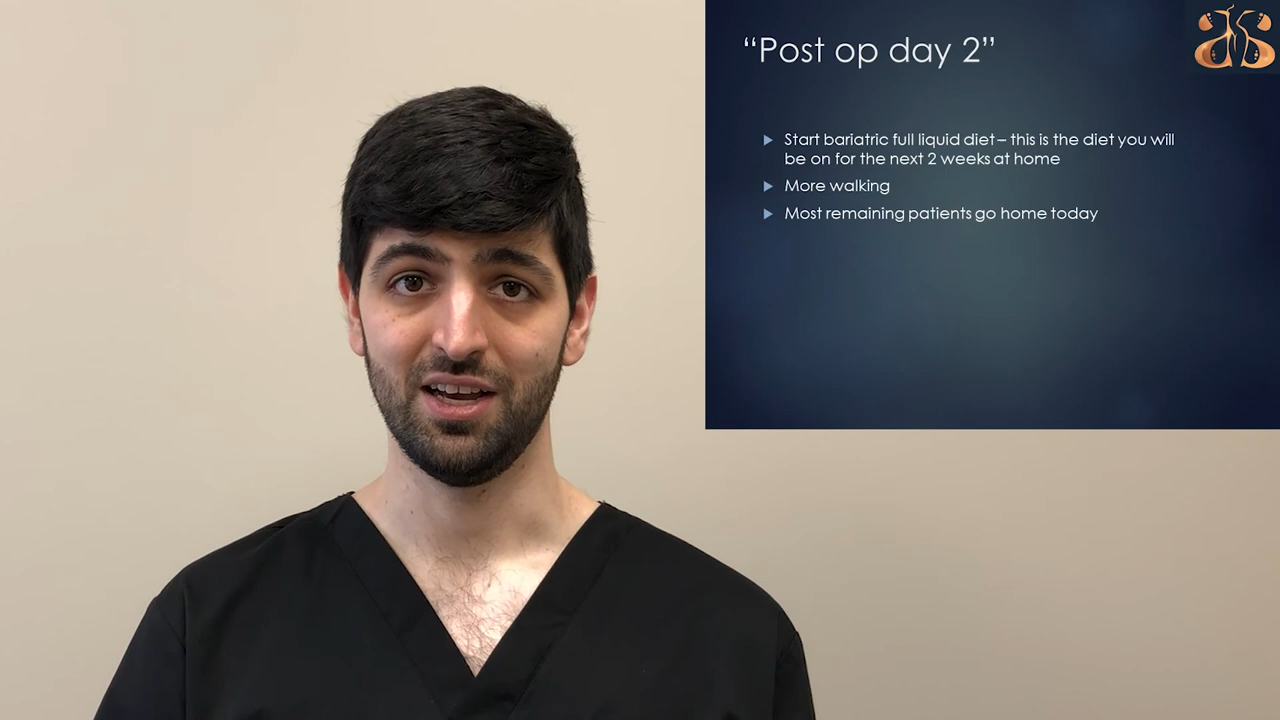 “Post op day 2”
Start bariatric full liquid diet – this is the diet you will
be on for the next 2 weeks at home
More walking
Most remaining patients go home today